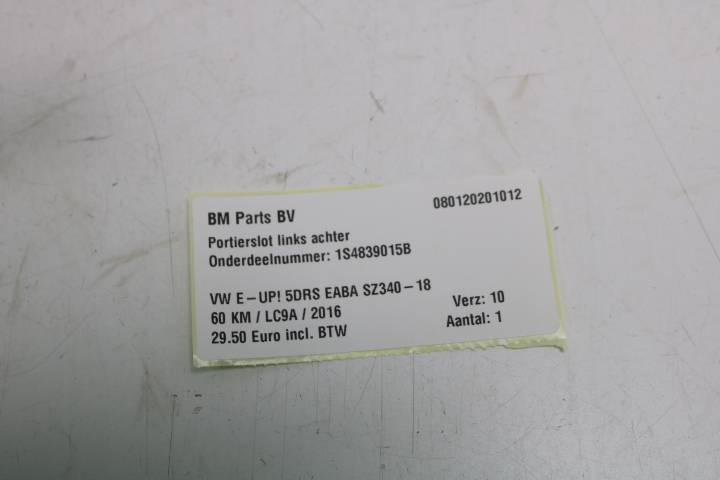 BM Parts BV 080120201012
Portierslot links achter
Onderdeelnummer: 1S4839015B
VW E-UP! 5DRS EABA SZ340-18
60 KM / LC9A / 2016 Verz: 10
29.50 Euro incl. BTW Aantal: 1